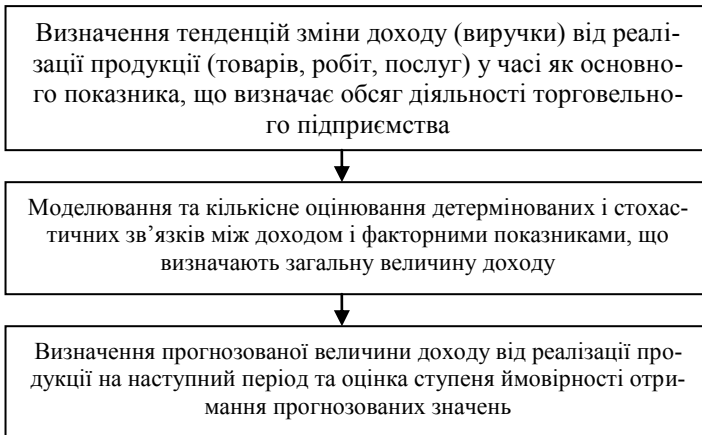 Визначення тенденцій зміни доходу (виручки) від реалі-
зації продукції (товарів, робіт, послуг) у часі як основно-
го показника, що визначає обсяг діяльності торговельно-
го підприємства
Моделювання та кількісне оцінювання детермінованих і стохас-
тичних зв’язків між доходом і факторними показниками, що
визначають загальну величину доходу
Визначення прогнозованої величини доходу від реалізації про-
дукції на наступний період та оцінка ступеня ймовірності отри-
мання прогнозованих значень